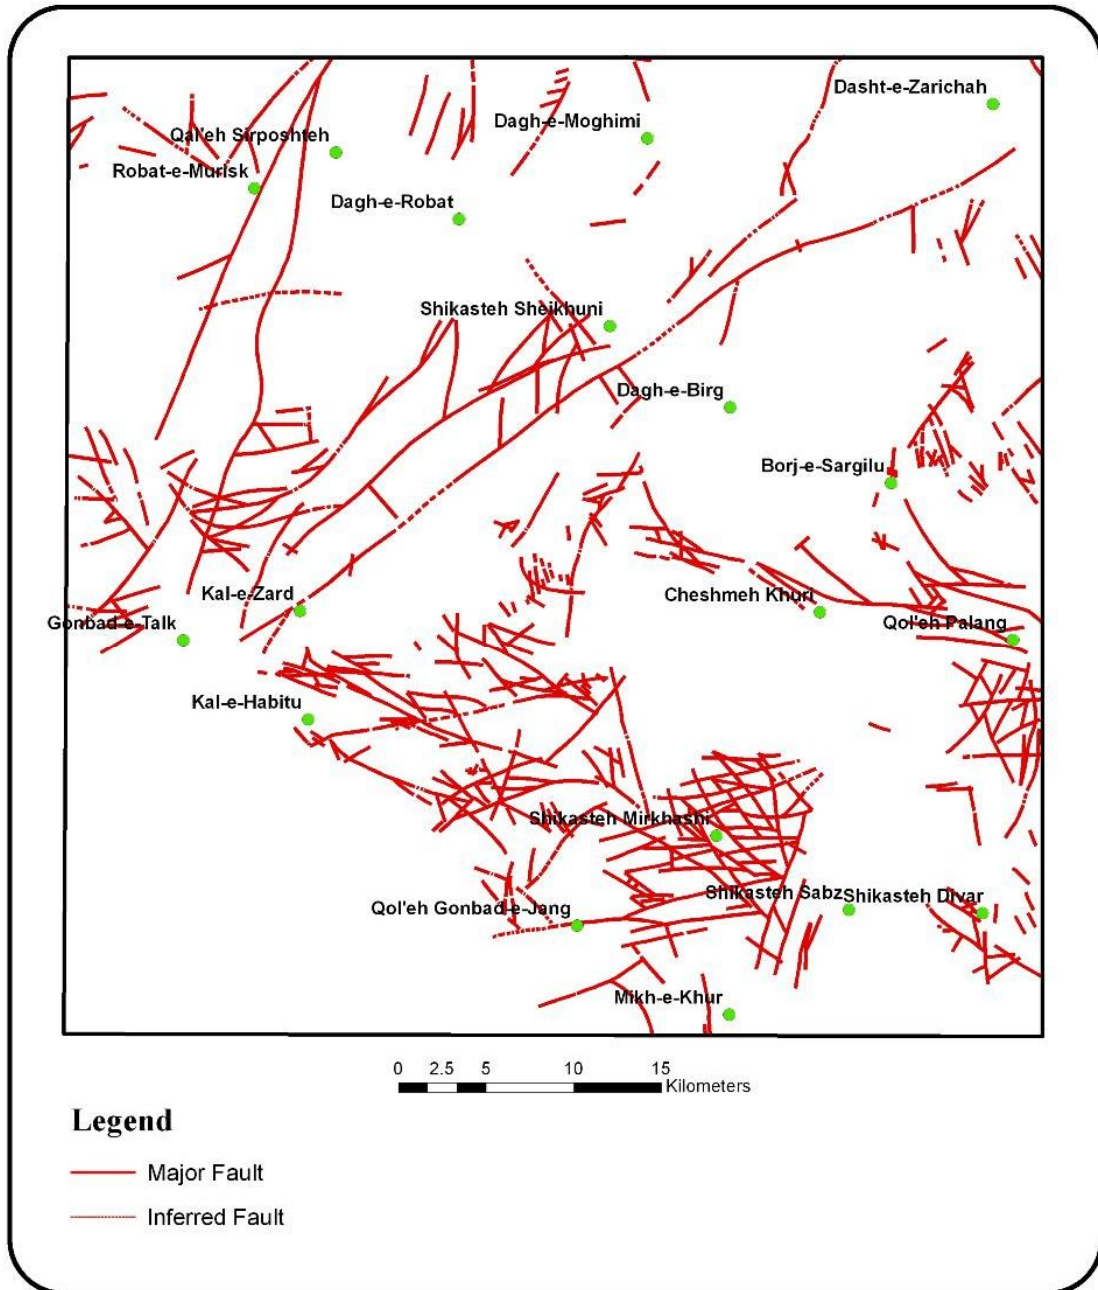 Dasht-e-Zarichah
Dagh-e-Moghimi
Qal'eh Sirposhteh
Robat-e-Murisk
Dagh-e-Robat
Shikasteh Sheikhuni
Dagh-e-Birg
Borj-e-Sargilu
Kal-e-Zard
Cheshmeh Khuri
Gonbad-e-Talk
Qol'eh Palang
Kal-e-Habitu
Shikasteh Mirkhashi
Shikasteh Sabz
Shikasteh Divar
Qol'eh Gonbad-e-Jang
Mikh-e-Khur
0 2.5 5 10 15
Kilometers
Legend
Major Fault
Inferred Fault